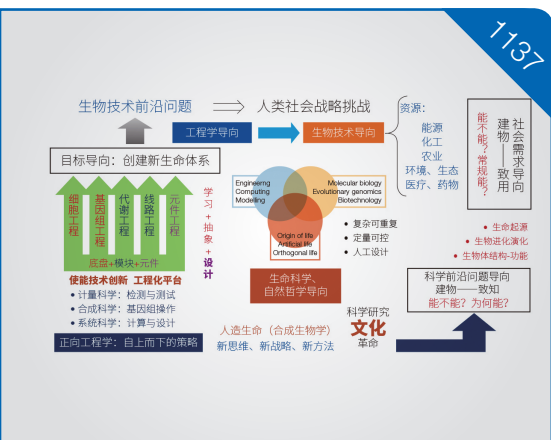 1137
生物技术前沿问题
人类社会战略挑战
工程学导向
生物技术导向
资源：
能源
化工
农业
环境、生态
医疗、药物
社会需求导向
建物——致用
能不能？常规能？
目标导向：创建新生命体系
细胞工程
基因组工程
代谢工程
线路工程
元件工程
底盘+模块+元件
学习+抽象+设计
使能技术创新 工程化平台
• 计量科学：检测与测试
• 合成科学：基因组操作
• 系统科学：计算与设计
正向工程学：自上而下的策略
Engineerng
Computing
Modelling
Molecular biology
Evolutionary genomics
Biotechnology
Origin of life
Artifical life
Orthogonal life
• 复杂可重复
• 定量可控
• 人工设计
生命科学、
自然哲学导向
人造生命（合成生物学）
新思维、新战略、新方法
科学研究
文化
革命
• 生命起源
• 生物进化演化
• 生物体结构-功能
科学前沿问题导向
建物——致知
能不能？为何能？